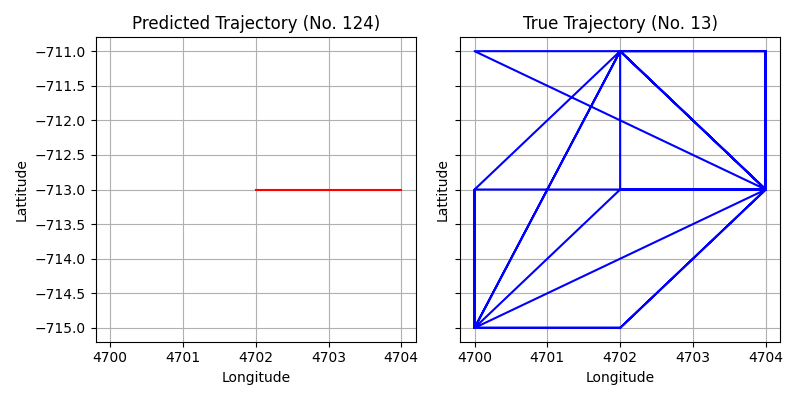 Predicted Trajectory (No. 124)
−711.0
−711.5
−712.0
−712.5
−713.0
−713.5
−714.0
−714.5
−715.0
Lattitude
4700 4701 4702 4703 4704
Longitude
True Trajectory (No. 13)
Lattitude
4700 4701 4702 4703 4704
Longitude